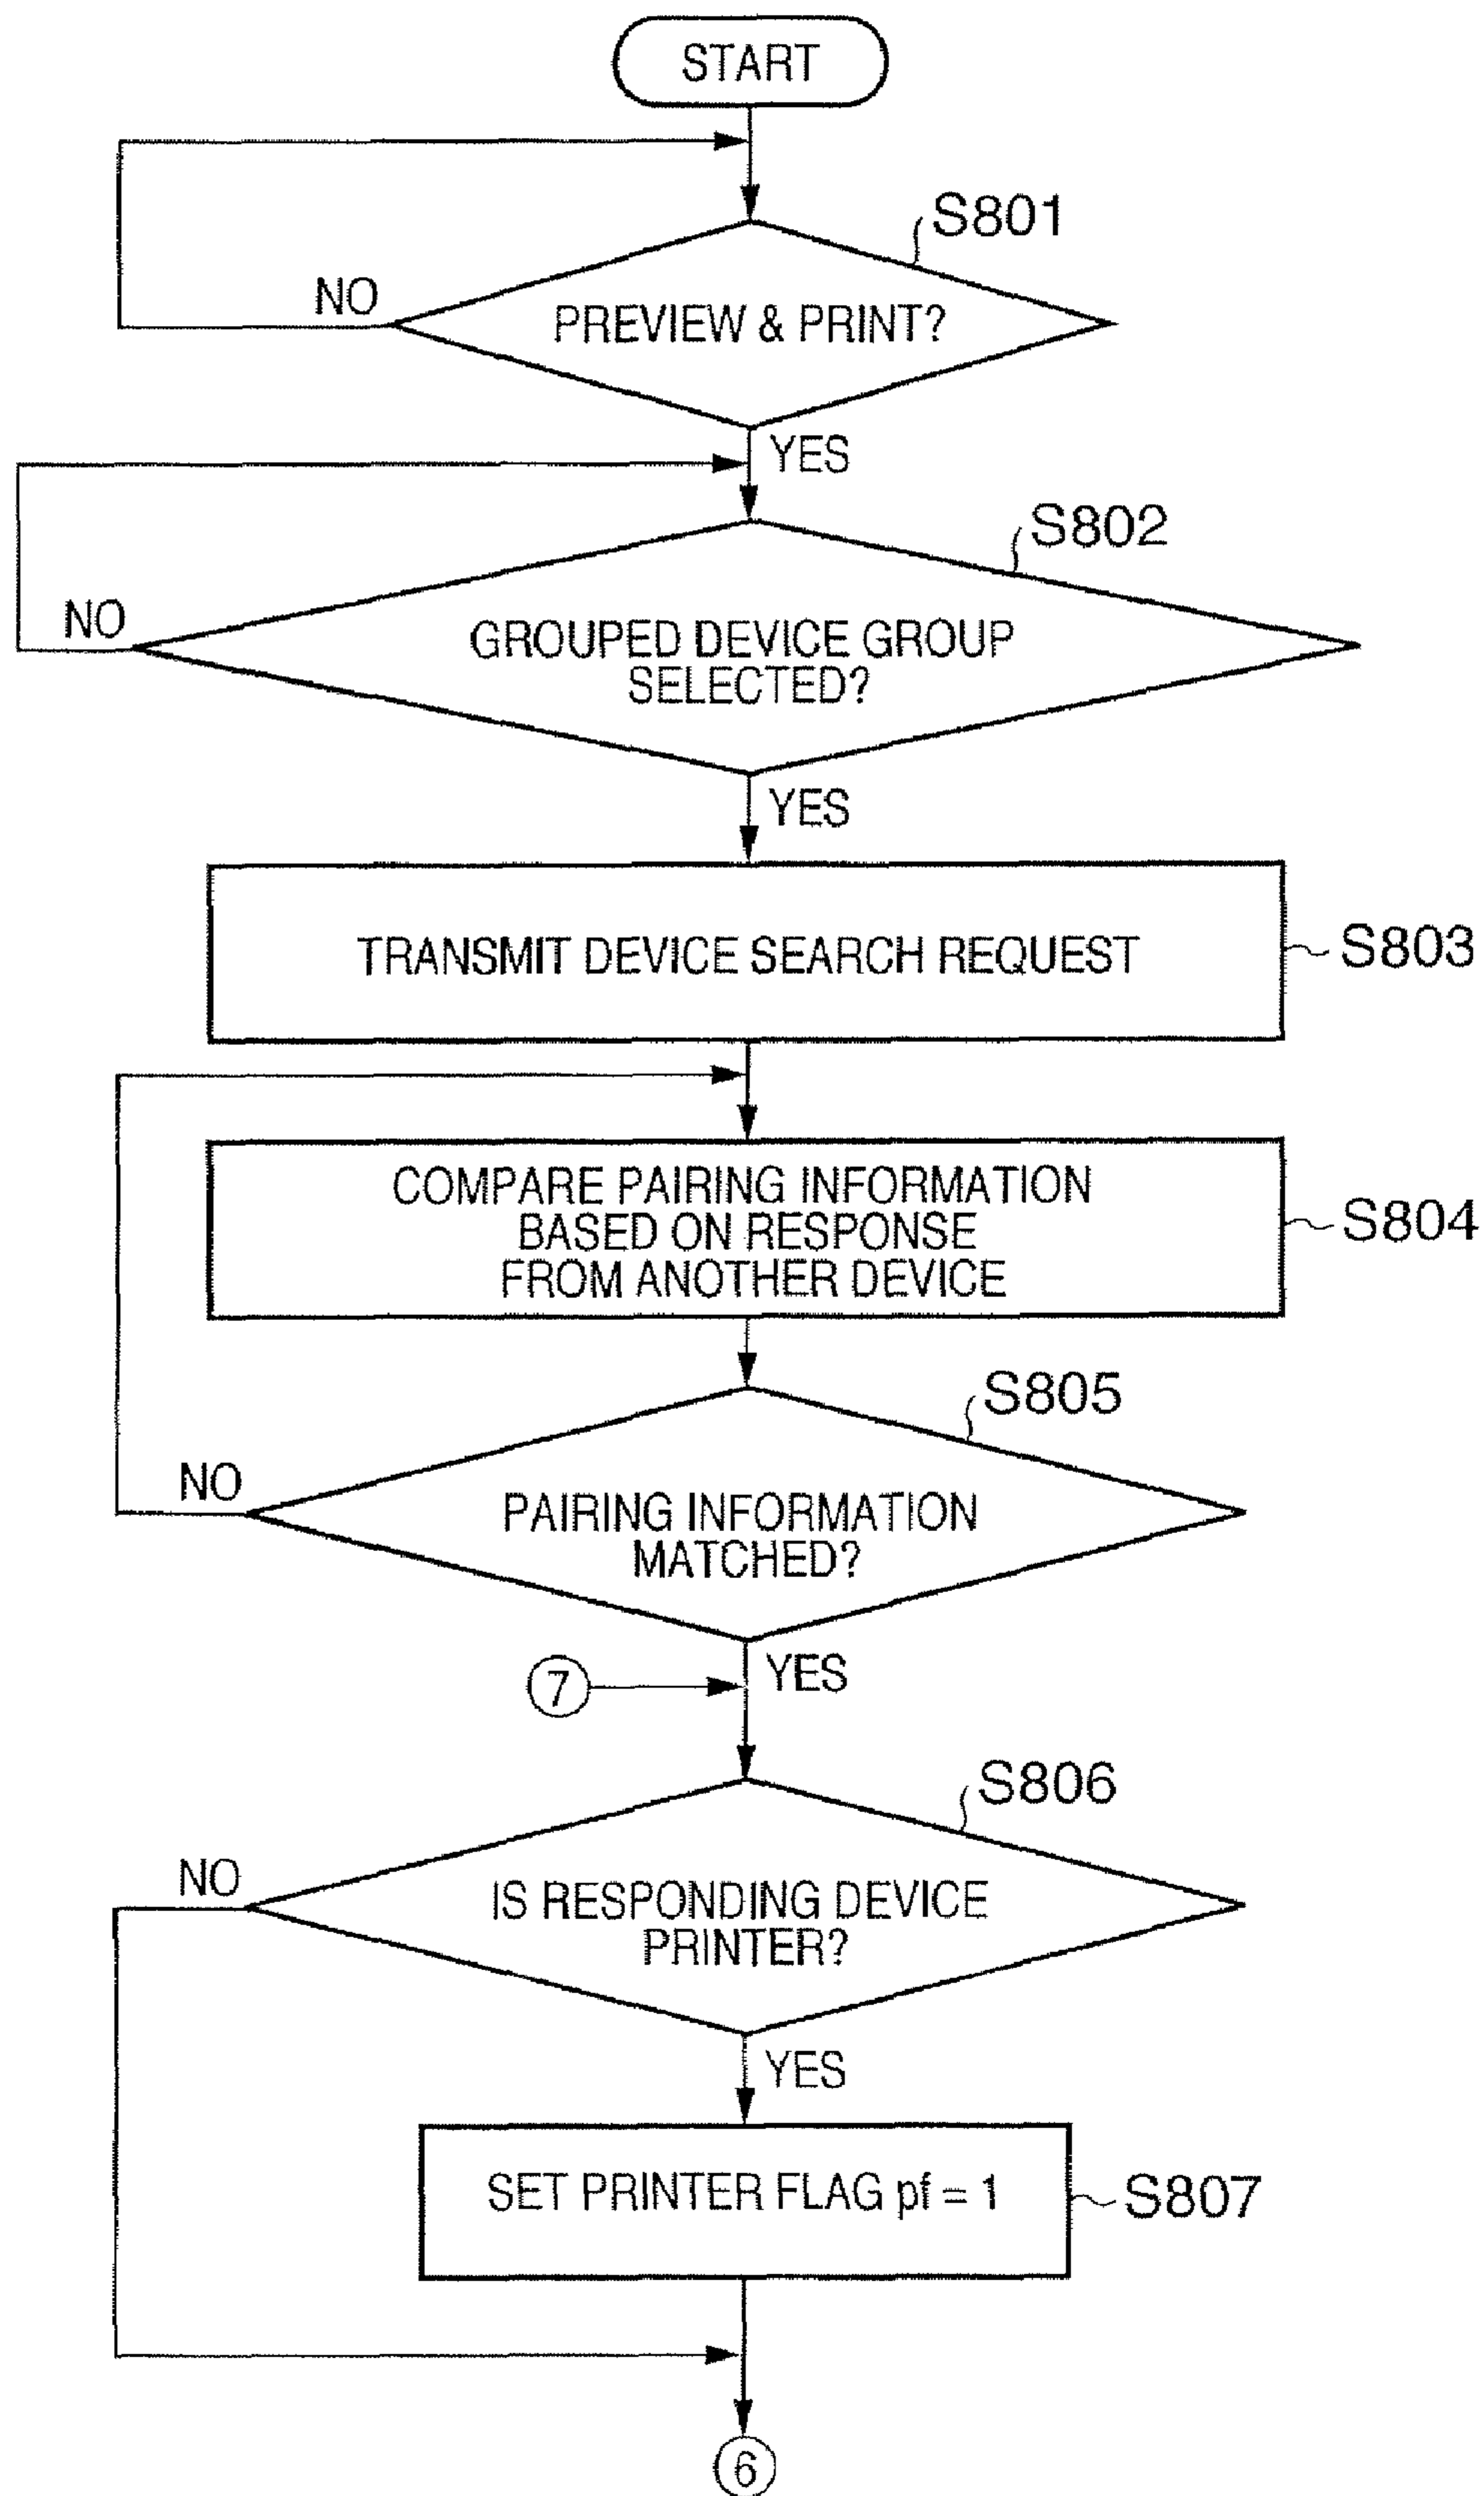 START
S801
NO
PREVIEW & PRINT?
YES
S802
NO
GROUPED DEVICE GROUP
SELECTED?
YES
TRANSMIT DEVICE SEARCH REQUEST
S803
COMPARE PAIRING INFORMATION
BASED ON RESPONSE
FROM ANOTHER DEVICE
S804
S805
NO
PAIRING INFORMATION
MATCHED?
7
YES
S806
NO
IS RESPONDING DEVICE
PRINTER?
YES
SET PRINTER FLAG pf = 1
S807
6